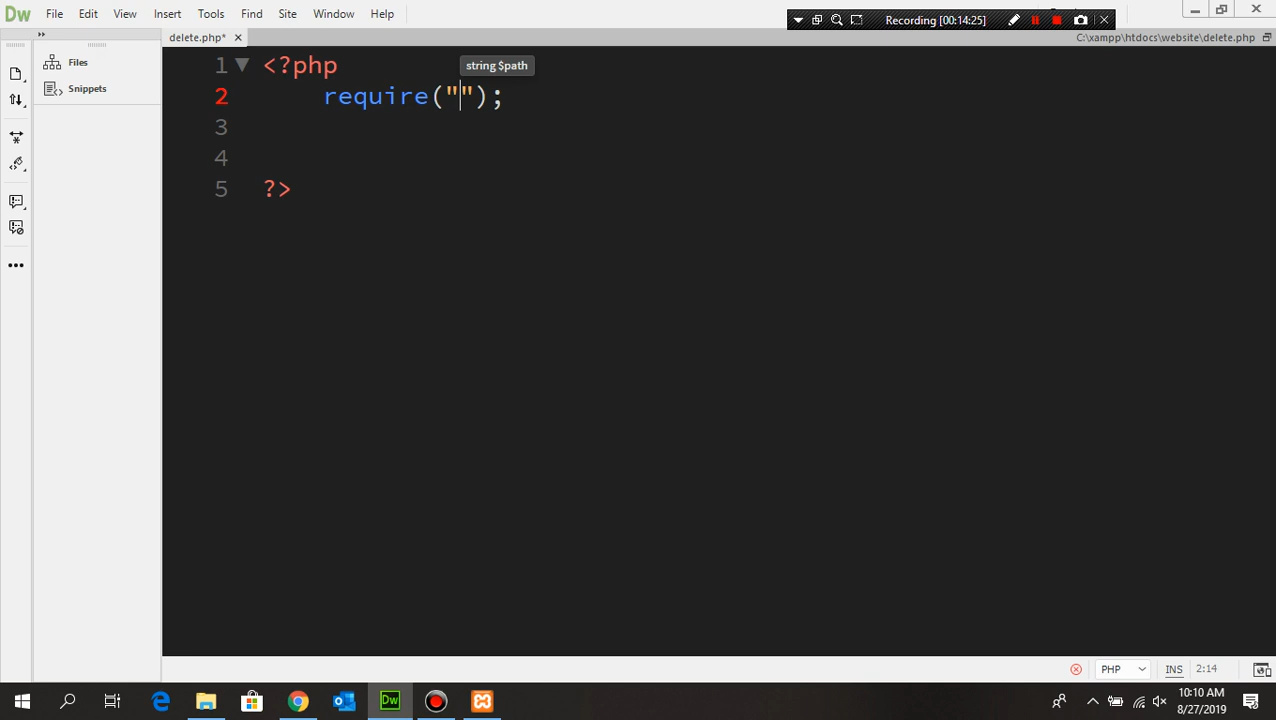 Dw File Edit View Insert Tools Find Site Window Help
Recording [00:14:25]
delete.php*
C:\xampp\htdocs\website\delete.php
Files
Snippets
string $path
1 <?php
2 require("");
3
4
5 ?>
PHP INS 2:14
Dw
10:10 AM
8/27/2019